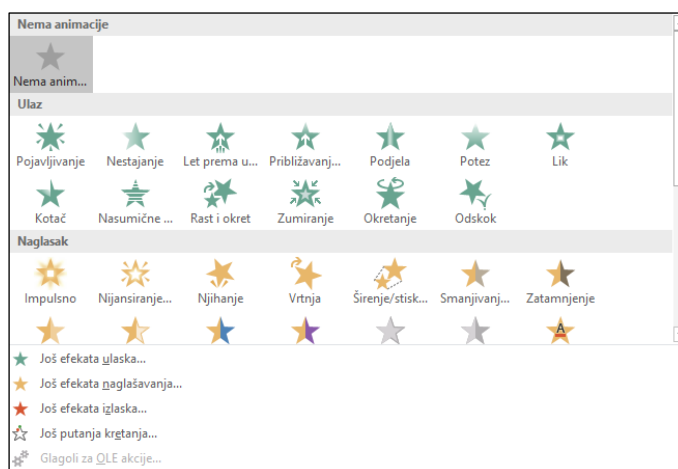 Nema animacije
Nema anim...
Ulaz
Pojavljivanje Nestajanje Let prema u... Približavanj... Podjela Potez Lik
Kotač Nasumične ... Rast i okret Zumiranje Okretanje Odskok
Naglasak
Impulsno Nijansiranje... Njihanje Vrtnja Širenje/stisk... Smanjivanj... Zatamnjenje
A
Još efekata ulaska...
Još efekata naglašavanja...
Još efekata izlaska...
Još putanja kretanja...
Glagoli za OLE akcije...